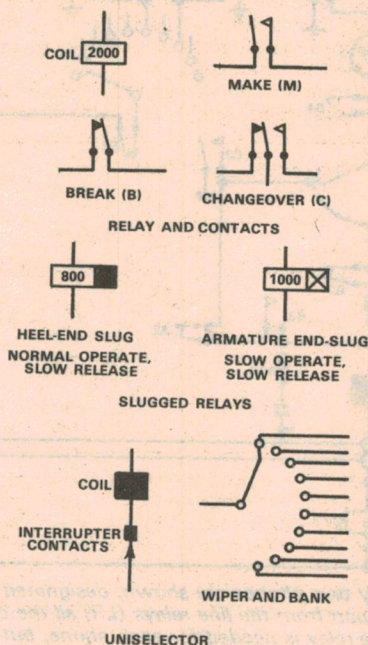 COIL 2000
MAKE (M)
BREAK (B)
CHANGEOVER (C)
RELAY AND CONTACTS
800
1000
HEEL-END SLUG
NORMAL OPERATE,
SLOW RELEASE
ARMATURE END-SLUG
SLOW OPERATE,
SLOW RELEASE
SLUGGED RELAYS
COIL
INTERRUPTER
CONTACTS
WIPER AND BANK
UNISELECTOR